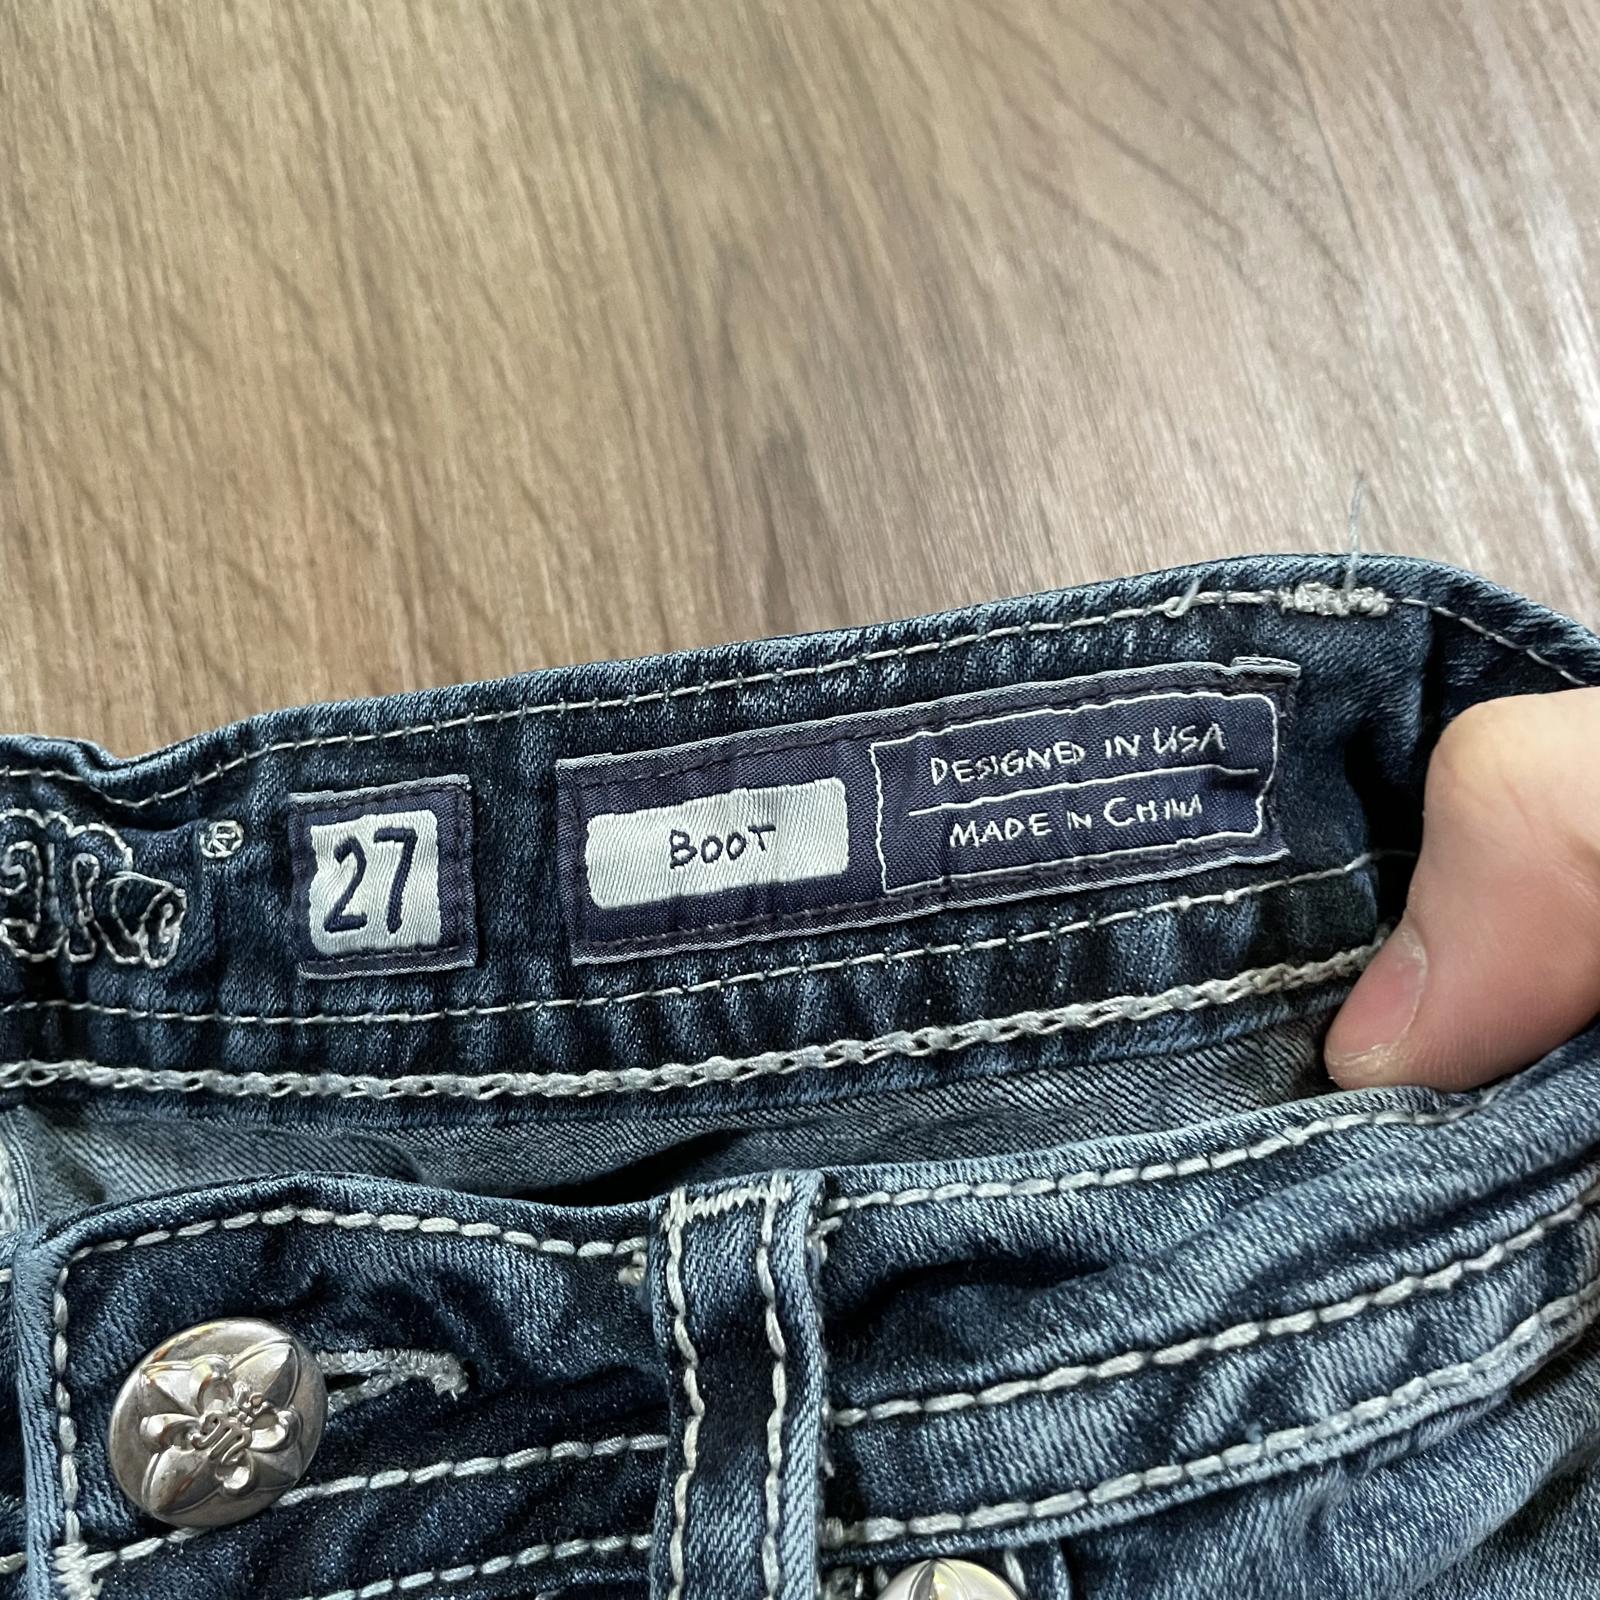 27
BOOT
DESIGNED IN USA
MADE IN CHINA